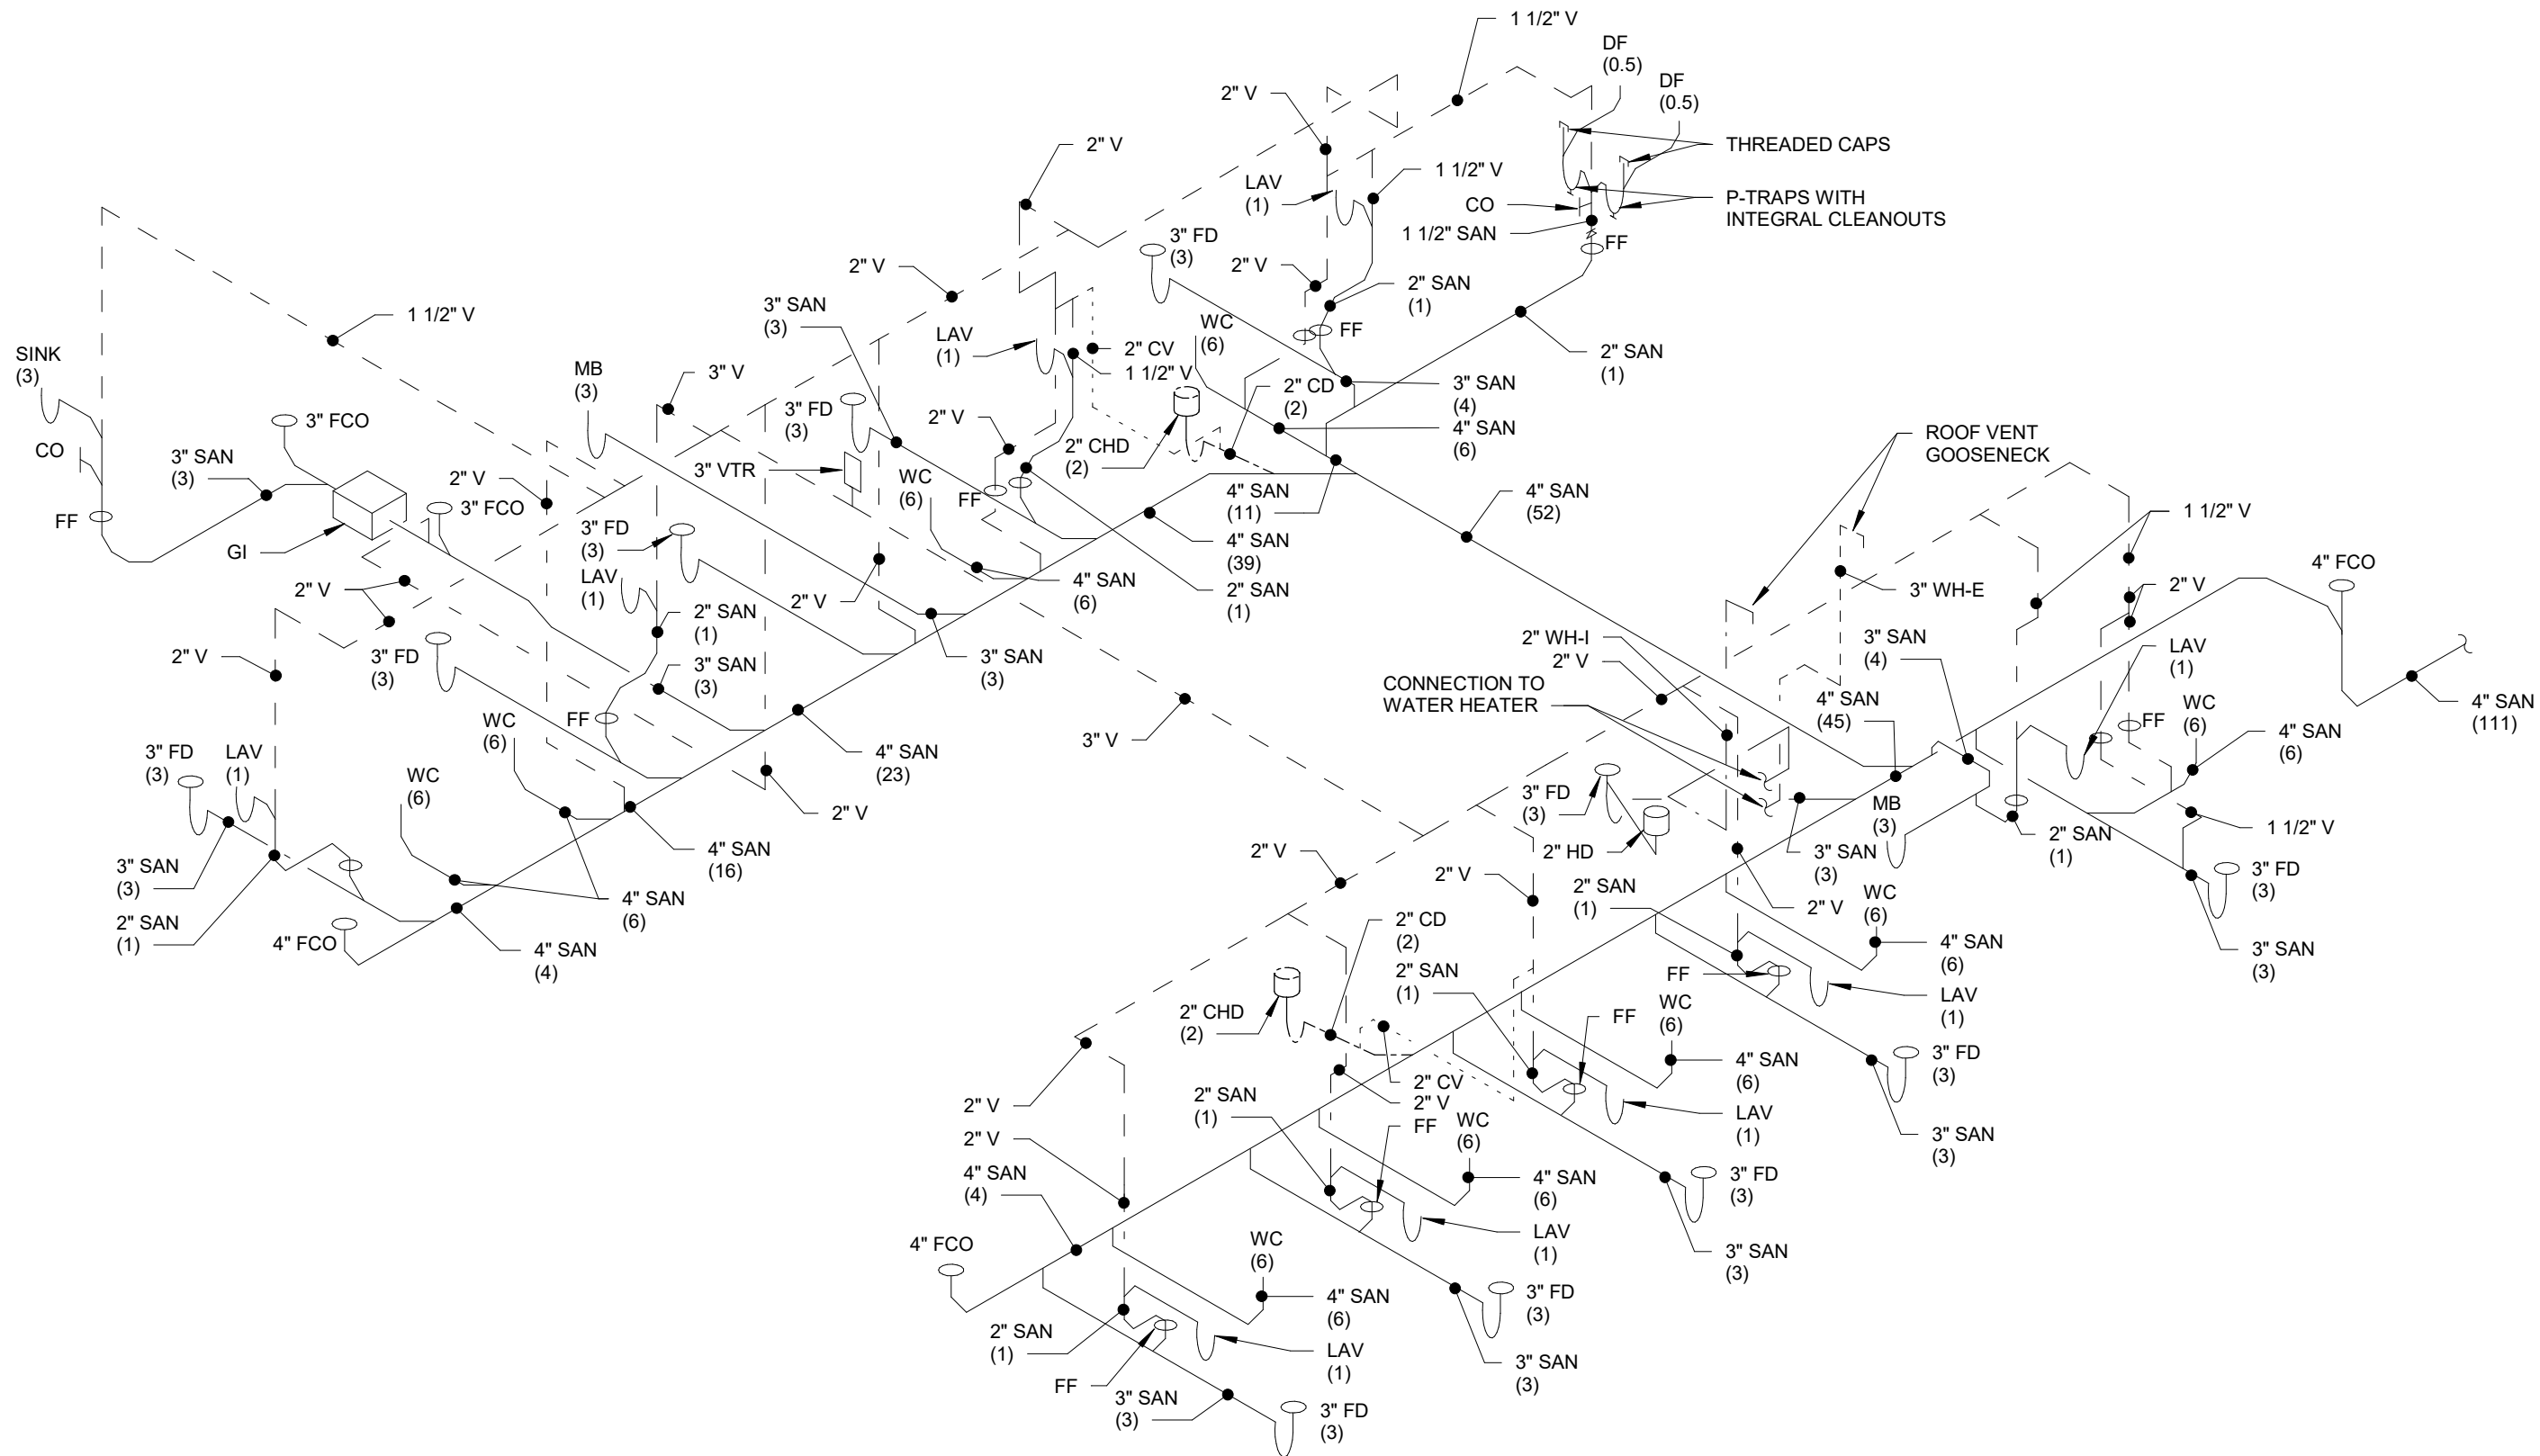 1 1/2" V
DF
(0.5)
DF
(0.5)
2" V
2" V
THREADED CAPS
LAV
(1)
1 1/2" V
CO
P-TRAPS WITH
INTEGRAL CLEANOUTS
1 1/2" SAN
FF
3" FD
(3)
2" V
2" V
2" SAN
(1)
3" SAN
(3)
1 1/2" V
WC
(6)
FF
LAV
(1)
2" CV
1 1/2" V
2" SAN
(1)
SINK
(3)
MB
(3)
3" V
2" CD
(2)
3" SAN
(4)
3" FD
(3)
2" V
4" SAN
(6)
3" FCO
2" CHD
(2)
ROOF VENT
GOOSENECK
CO
3" SAN
(3)
2" V
3" VTR
WC
(6)
FF
4" SAN
(11)
4" SAN
(52)
3" FCO
1 1/2" V
FF
3" FD
(3)
4" SAN
(39)
GI
4" FCO
LAV
(1)
4" SAN
(6)
2" SAN
(1)
2" V
2" V
3" WH-E
2" V
2" SAN
(1)
2" WH-I
3" SAN
(4)
LAV
(1)
2" V
3" FD
(3)
3" SAN
(3)
3" SAN
(3)
2" V
CONNECTION TO
WATER HEATER
4" SAN
(45)
WC
(6)
4" SAN
(111)
WC
(6)
FF
3" V
FF
4" SAN
(6)
3" FD
(3)
LAV
(1)
4" SAN
(23)
WC
(6)
2" V
3" FD
(3)
MB
(3)
1 1/2" V
3" SAN
(3)
4" SAN
(16)
2" V
2" HD
3" SAN
(3)
2" SAN
(1)
3" FD
(3)
2" V
2" SAN
(1)
WC
(6)
2" V
2" SAN
(1)
4" FCO
4" SAN
(6)
4" SAN
(4)
2" CD
(2)
4" SAN
(6)
3" SAN
(3)
2" SAN
(1)
FF
LAV
(1)
2" CHD
(2)
FF
WC
(6)
3" FD
(3)
4" SAN
(6)
2" CV
2" V
2" SAN
(1)
2" V
LAV
(1)
FF
WC
(6)
3" SAN
(3)
2" V
4" SAN
(4)
4" SAN
(6)
3" FD
(3)
4" FCO
WC
(6)
LAV
(1)
3" SAN
(3)
4" SAN
(6)
3" FD
(3)
2" SAN
(1)
LAV
(1)
3" SAN
(3)
FF
3" SAN
(3)
3" FD
(3)